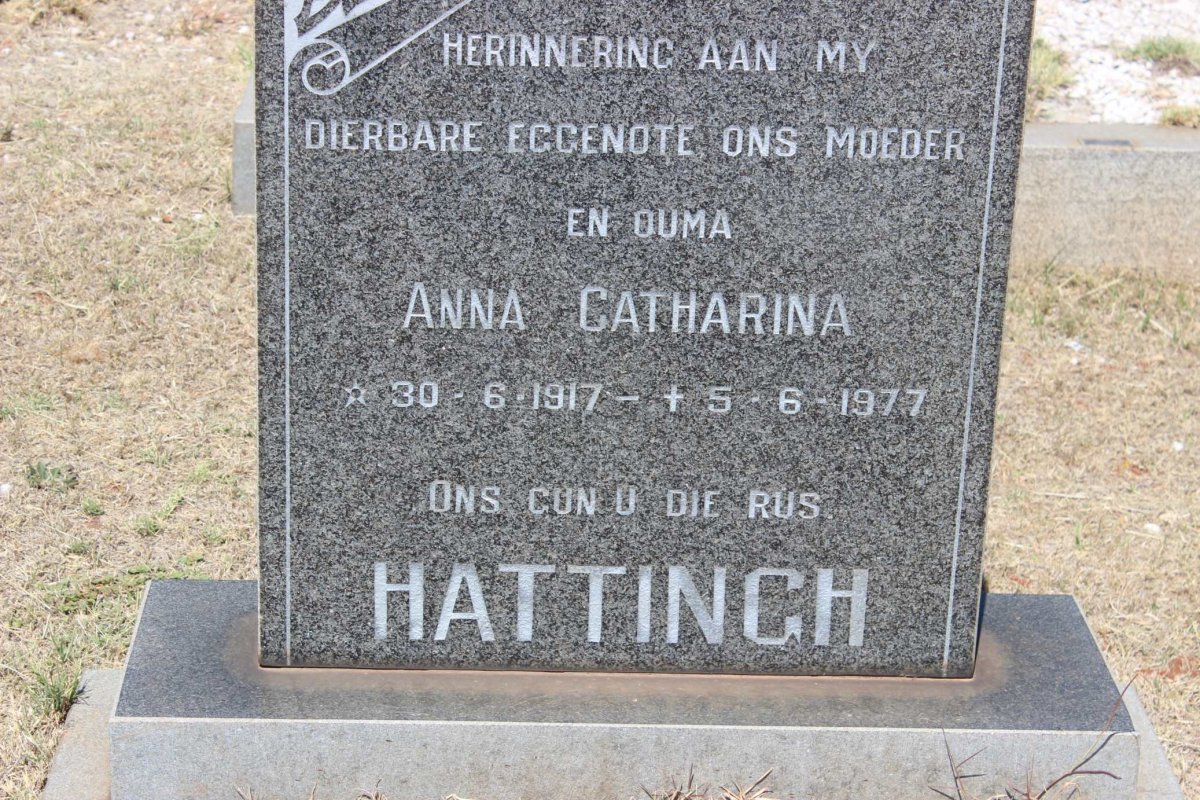 HERINNERING AAN MY
DIERBARE EGGENOTE ONS MOEDER
EN OUMA
ANNA CATHARINA
☆ 30 - 6 - 1917 - ✝ 5 - 6 - 1977
ONS GUN U DIE RUS.
HATTINGH